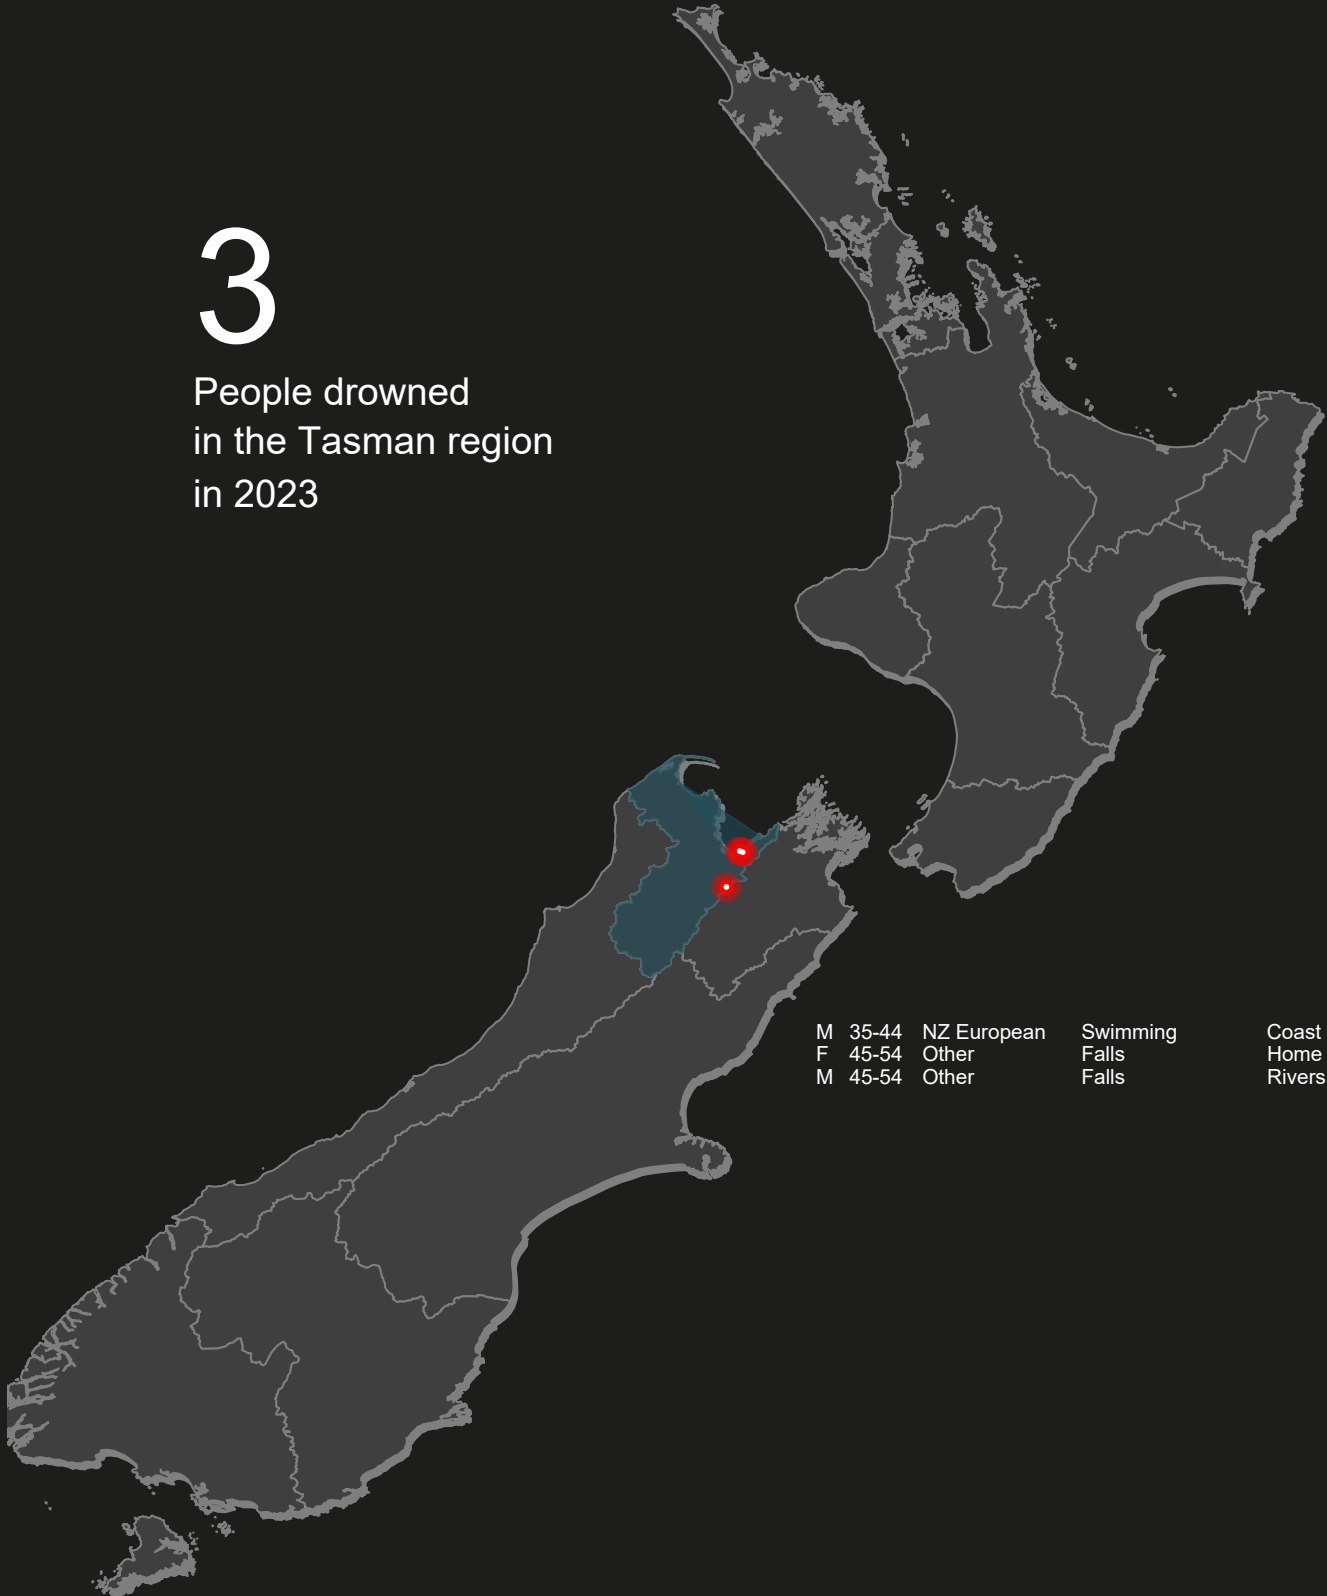 3
People drowned
in the Tasman region
in 2023
M 35-44 NZ European Swimming Coast
F 45-54 Other Falls Home
M 45-54 Other Falls Rivers